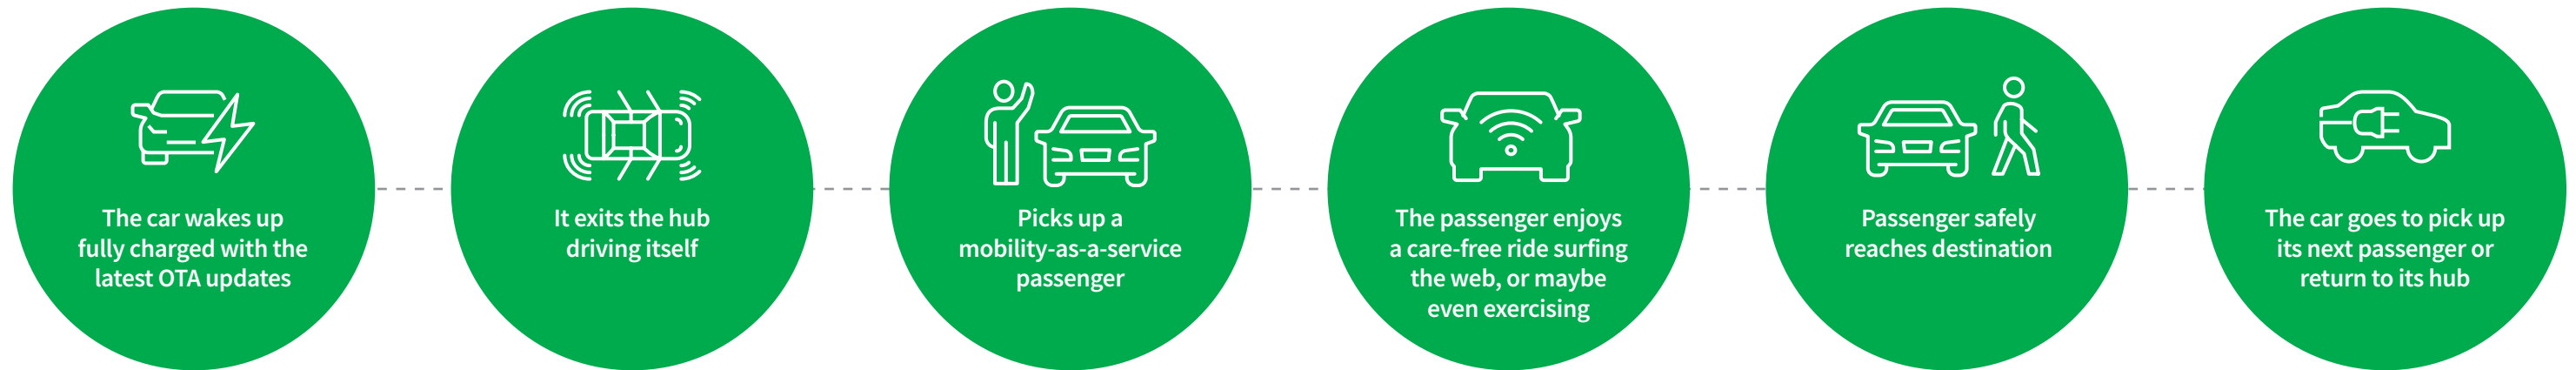 The car wakes up
fully charged with the
latest OTA updates
It exits the hub
driving itself
Picks up a
mobility-as-a-service
passenger
The passenger enjoys
a care-free ride surfing
the web, or maybe
even exercising
Passenger safely
reaches destination
The car goes to pick up
its next passenger or
return to its hub